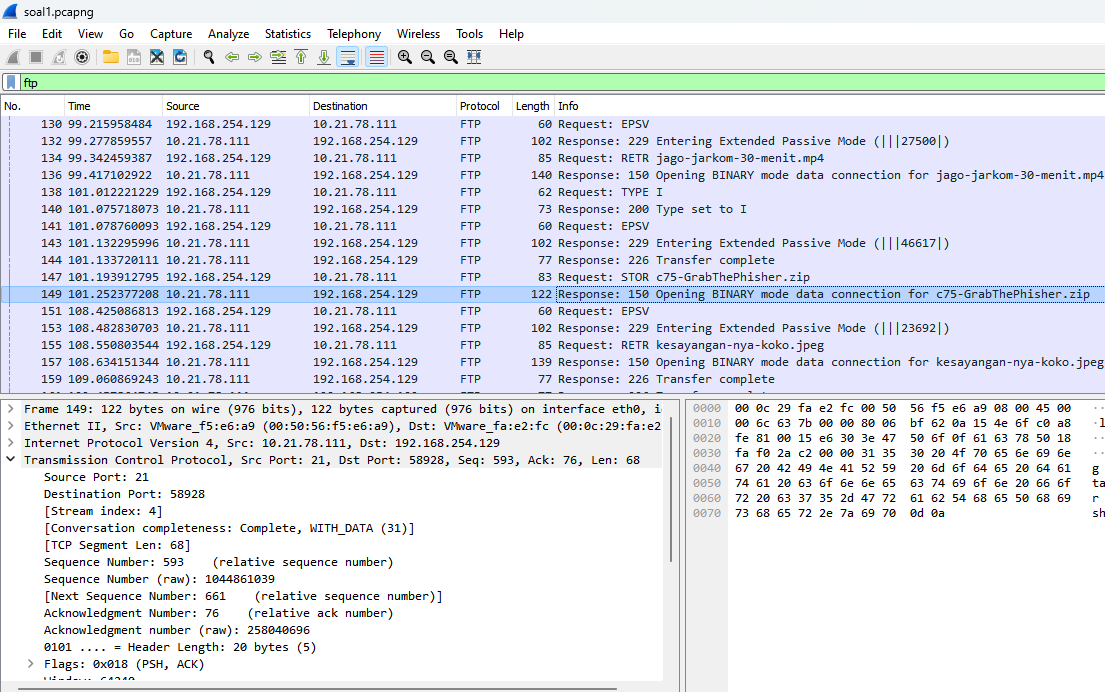 soal1.pcapng
File Edit View Go Capture Analyze Statistics Telephony Wireless Tools Help
ftp
No. Time Source Destination Protocol Length Info
130 99.215958484 192.168.254.129 10.21.78.111 FTP 60 Request: EPSV
132 99.277859557 10.21.78.111 192.168.254.129 FTP 102 Response: 229 Entering Extended Passive Mode (|||27500|)
134 99.342459387 192.168.254.129 10.21.78.111 FTP 85 Request: RETR jago-jarkom-30-menit.mp4
136 99.417102922 10.21.78.111 192.168.254.129 FTP 140 Response: 150 Opening BINARY mode data connection for jago-jarkom-30-menit.mp4
138 101.012221229 192.168.254.129 10.21.78.111 FTP 62 Request: TYPE I
140 101.075718073 10.21.78.111 192.168.254.129 FTP 73 Response: 200 Type set to I
141 101.078760093 192.168.254.129 10.21.78.111 FTP 60 Request: EPSV
143 101.132295996 10.21.78.111 192.168.254.129 FTP 102 Response: 229 Entering Extended Passive Mode (|||46617|)
144 101.133720111 10.21.78.111 192.168.254.129 FTP 77 Response: 226 Transfer complete
147 101.193912795 192.168.254.129 10.21.78.111 FTP 83 Request: STOR c75-GrabThePhisher.zip
149 101.252377208 10.21.78.111 192.168.254.129 FTP 122 Response: 150 Opening BINARY mode data connection for c75-GrabThePhisher.zip
151 108.425086813 192.168.254.129 10.21.78.111 FTP 60 Request: EPSV
153 108.482830703 10.21.78.111 192.168.254.129 FTP 102 Response: 229 Entering Extended Passive Mode (|||23692|)
155 108.550803544 192.168.254.129 10.21.78.111 FTP 85 Request: RETR kesayangan-nya-koko.jpeg
157 108.634151344 10.21.78.111 192.168.254.129 FTP 139 Response: 150 Opening BINARY mode data connection for kesayangan-nya-koko.jpeg
159 109.060869243 10.21.78.111 192.168.254.129 FTP 77 Response: 226 Transfer complete
Frame 149: 122 bytes on wire (976 bits), 122 bytes captured (976 bits) on interface eth0, i
Ethernet II, Src: VMware_f5:e6:a9 (00:50:56:f5:e6:a9), Dst: VMware_fa:e2:fc (00:0c:29:fa:e2
Internet Protocol Version 4, Src: 10.21.78.111, Dst: 192.168.254.129
Transmission Control Protocol, Src Port: 21, Dst Port: 58928, Seq: 593, Ack: 76, Len: 68
Source Port: 21
Destination Port: 58928
[Stream index: 4]
[Conversation completeness: Complete, WITH_DATA (31)]
[TCP Segment Len: 68]
Sequence Number: 593 (relative sequence number)
Sequence Number (raw): 1044861039
[Next Sequence Number: 661 (relative sequence number)]
Acknowledgment Number: 76 (relative ack number)
Acknowledgment number (raw): 258040696
0101 .... = Header Length: 20 bytes (5)
Flags: 0x018 (PSH, ACK)
0000 00 0c 29 fa e2 fc 00 50 56 f5 e6 a9 08 00 45 00 ··
0010 00 6c 63 7b 00 00 80 06 bf 62 0a 15 4e 6f c0 a8 ·l
0020 fe 81 00 15 e6 30 3e 47 50 6f 0f 61 63 78 50 18 ··
0030 fa f0 2a c2 00 00 31 35 30 20 4f 70 65 6e 69 6e ··
0040 67 20 42 49 4e 41 52 59 20 6d 6f 64 65 20 64 61 g
0050 74 61 20 63 6f 6e 6e 65 63 74 69 6f 6e 20 66 6f ta
0060 72 20 63 37 35 2d 47 72 61 62 54 68 65 50 68 69 r
0070 73 68 65 72 2e 7a 69 70 0d 0a sh